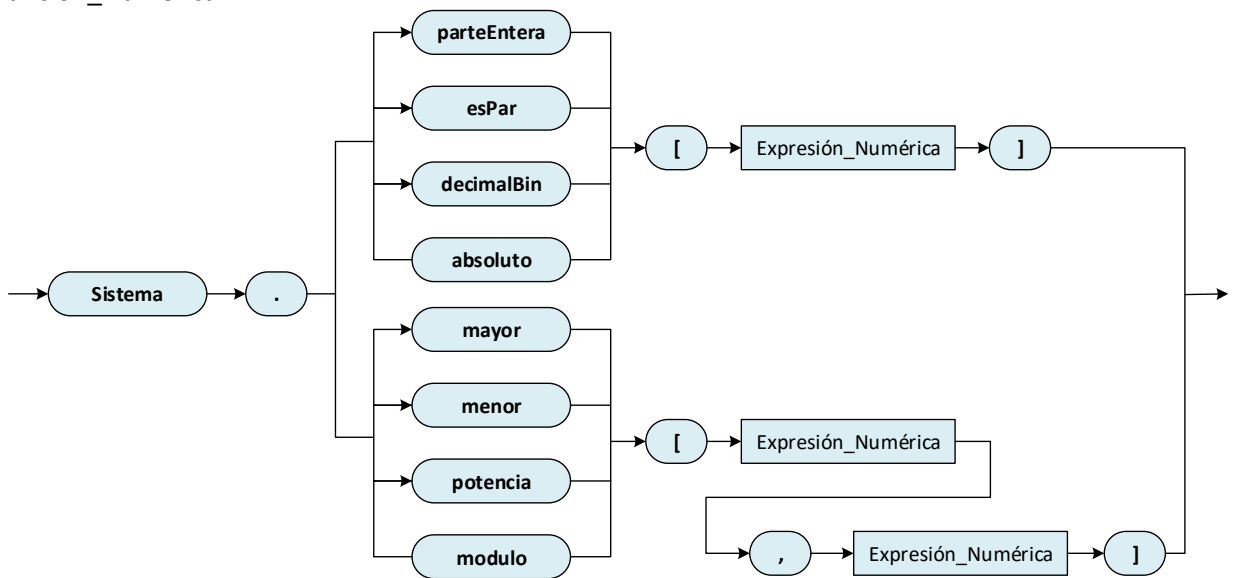 parteEntera
esPar
decimalBin
absoluto
[ Expresión_Numérica ]
Sistema .
mayor
menor
potencia
modulo
[ Expresión_Numérica
, Expresión_Numérica ]